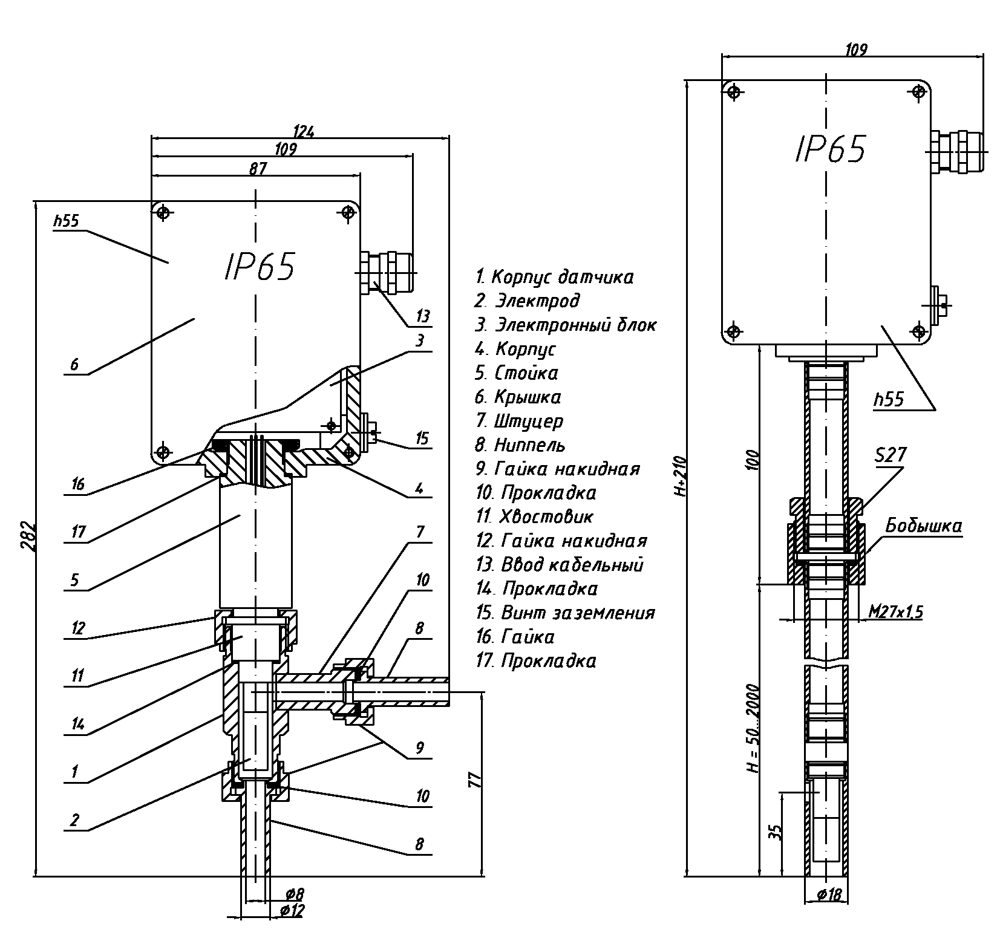 124
109
87
h55
IP65
13
3
6
15
16
4
17
282
7
5
10
12
8
11
14
9
1
77
10
2
8
ϕ8
ϕ12
1. Корпус датчика
2. Электрод
3. Электронный блок
4. Корпус
5. Стойка
6. Крышка
7. Штуцер
8. Ниппель
9. Гайка накидная
10. Прокладка
11. Хвостовик
12. Гайка накидная
13. Ввод кабельный
14. Прокладка
15. Винт заземления
16. Гайка
17. Прокладка
109
IP65
h55
H+210
100
S27
Бобышка
M27x1,5
H = 50...2000
35
ϕ18